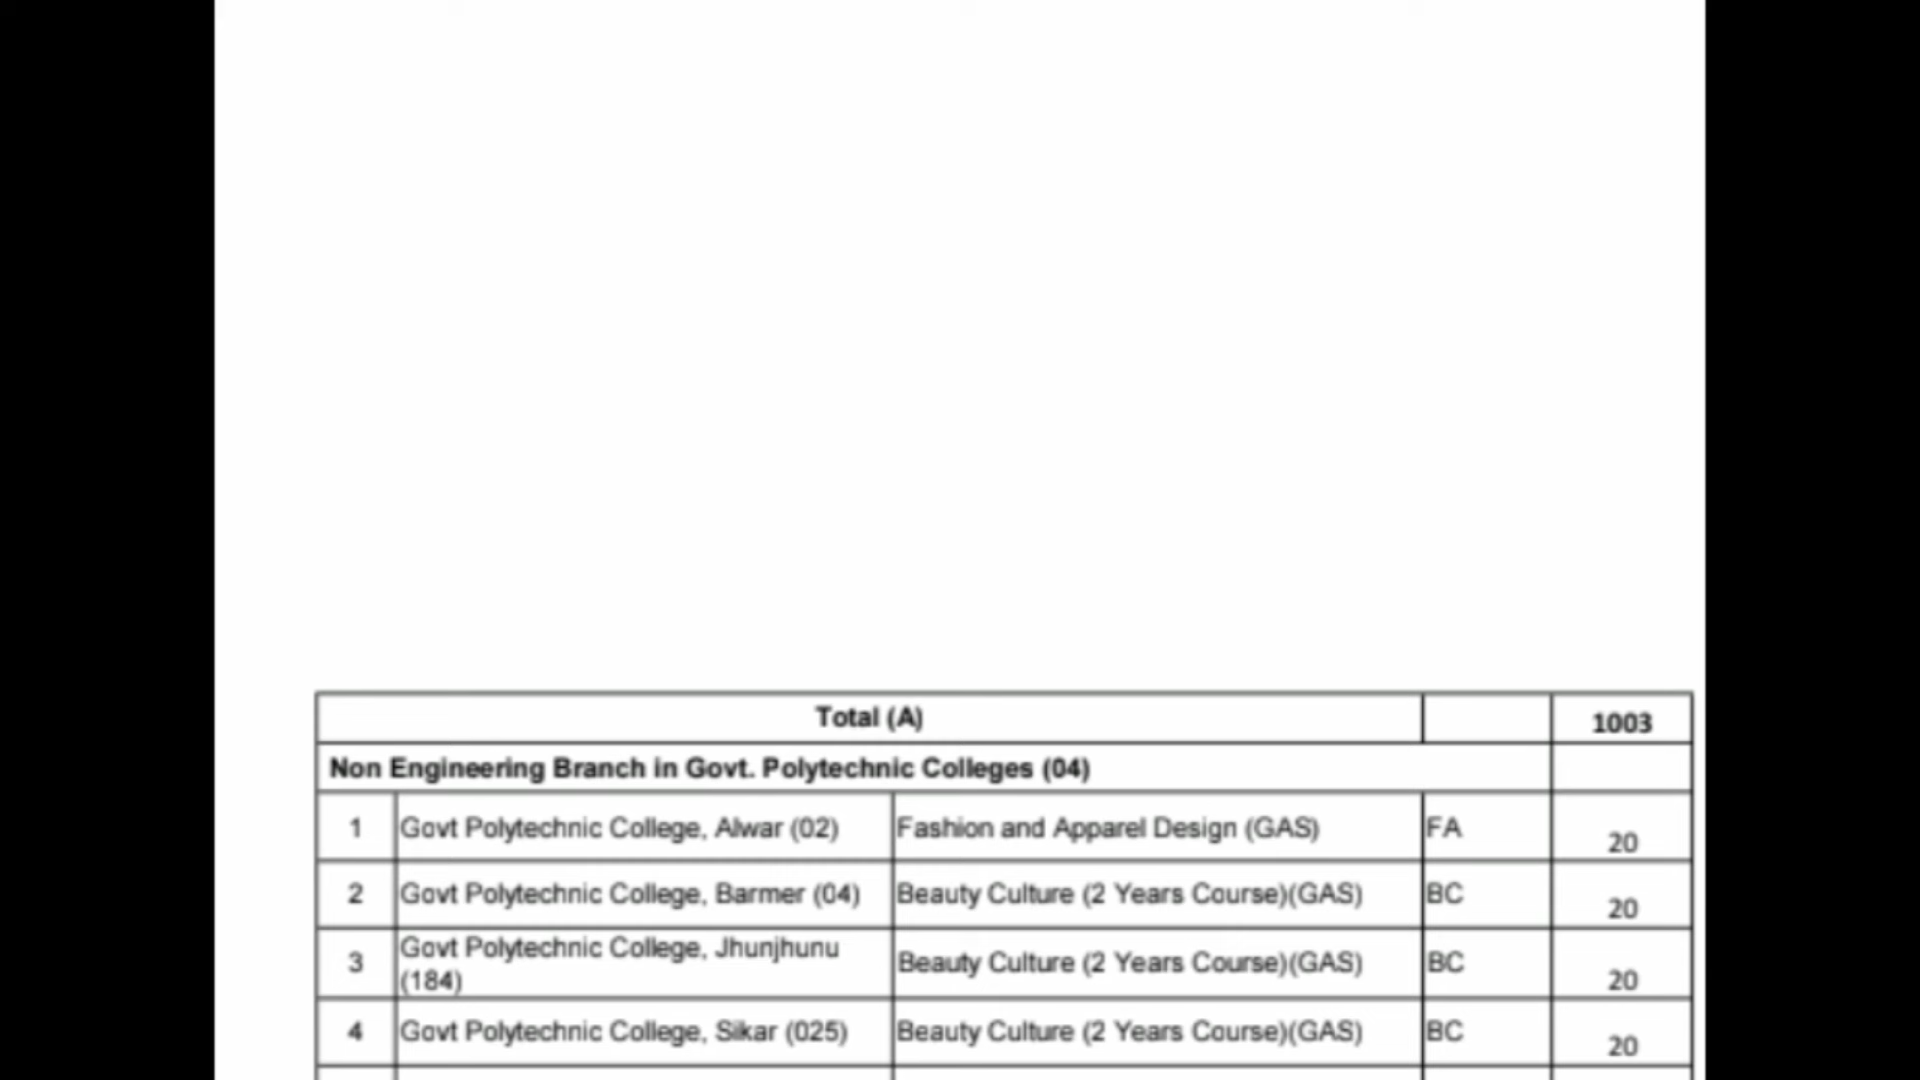 Total (A) 1003
Non Engineering Branch in Govt. Polytechnic Colleges (04)
1 Govt Polytechnic College, Alwar (02) Fashion and Apparel Design (GAS) FA 20
2 Govt Polytechnic College, Barmer (04) Beauty Culture (2 Years Course)(GAS) BC 20
3 Govt Polytechnic College, Jhunjhunu (184) Beauty Culture (2 Years Course)(GAS) BC 20
4 Govt Polytechnic College, Sikar (025) Beauty Culture (2 Years Course)(GAS) BC 20